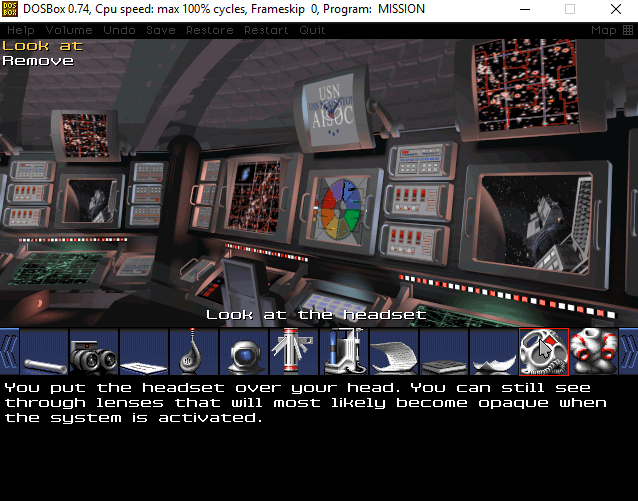 DOSBox 0.74, Cpu speed: max 100% cycles, Frameskip 0, Program: MISSION
Help Volume Undo Save Restore Restart Quit Map
Look at
Remove
USN
AISOC
Look at the headset
You put the headset over your head. You can still see
through lenses that will most likely become opaque when
the system is activated.